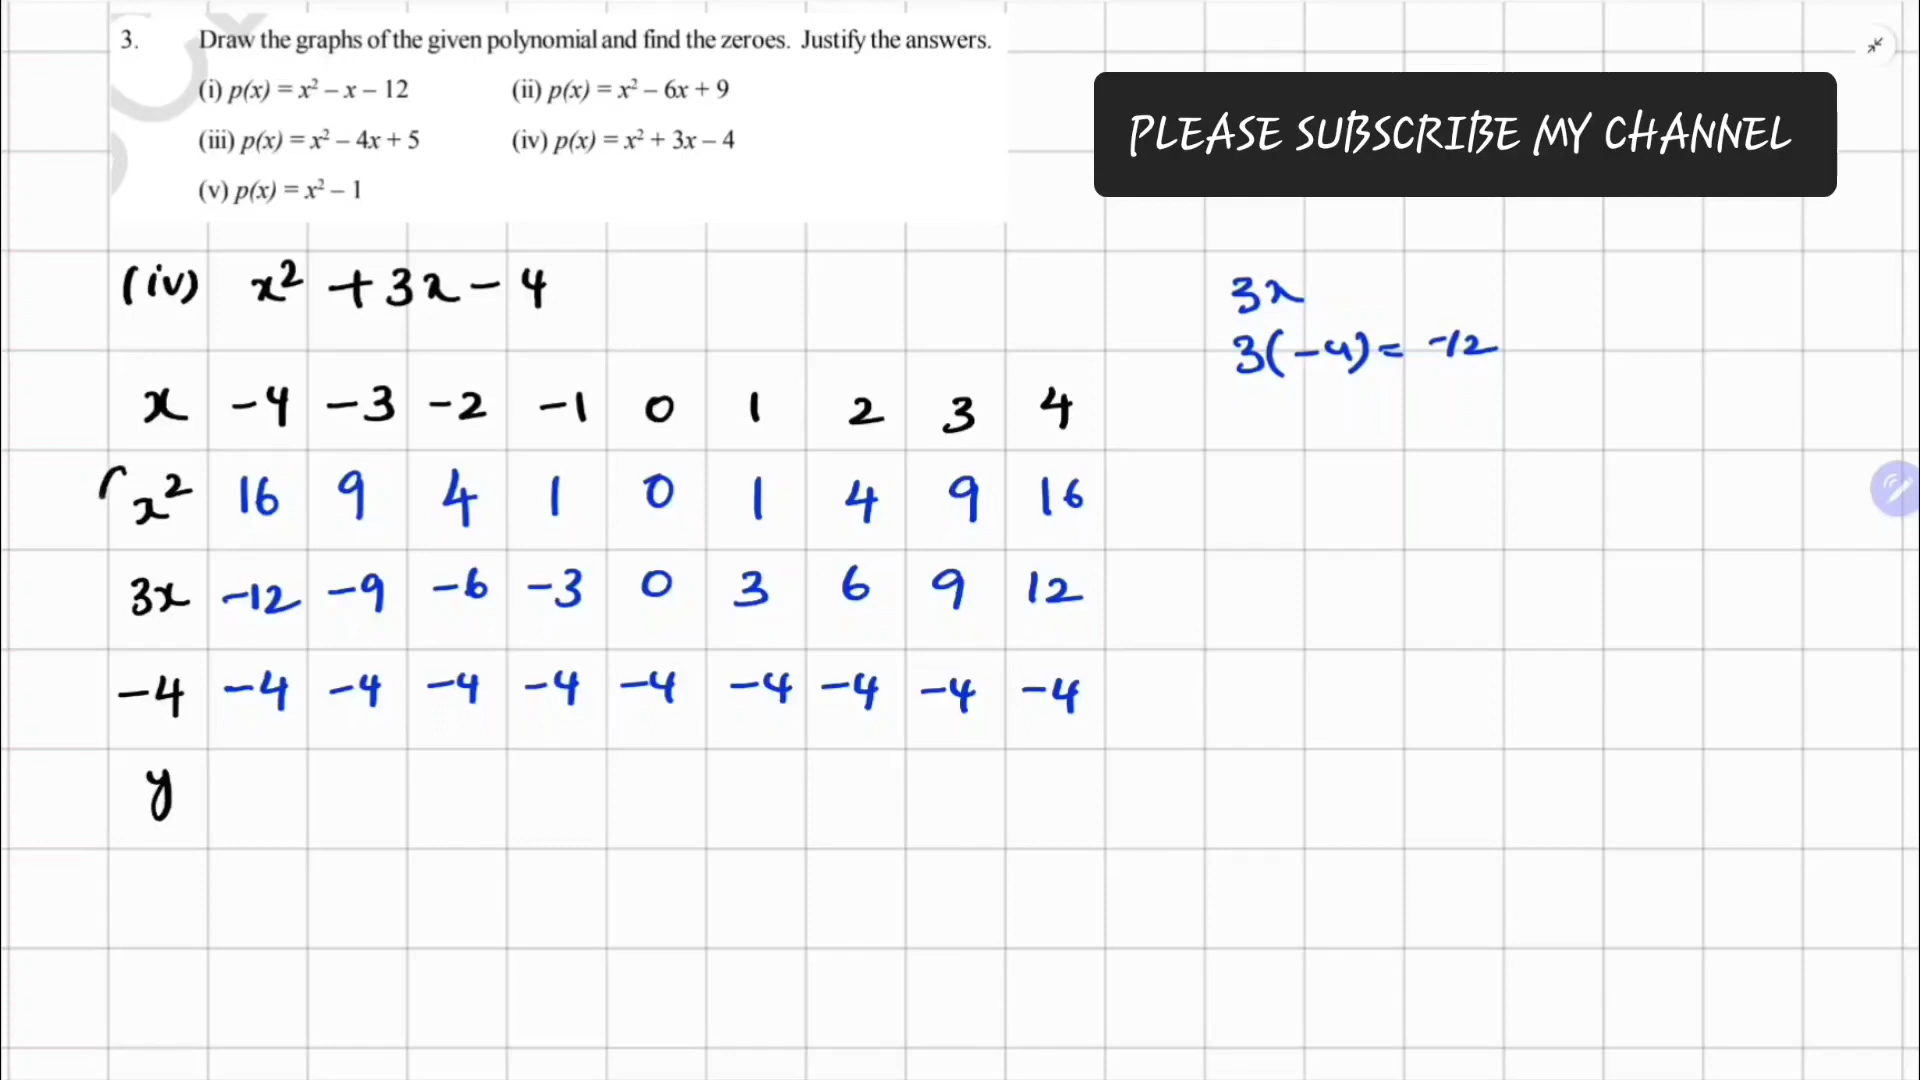 3. Draw the graphs of the given polynomial and find the zeroes. Justify the answers.
(i) p(x) = x² – x – 12 (ii) p(x) = x² – 6x + 9
(iii) p(x) = x² – 4x + 5 (iv) p(x) = x² + 3x – 4
(v) p(x) = x² – 1
PLEASE SUBSCRIBE MY CHANNEL
(iv) x² + 3x - 4
3x
3(-4) = -12
x -4 -3 -2 -1 0 1 2 3 4
x² 16 9 4 1 0 1 4 9 16
3x -12 -9 -6 -3 0 3 6 9 12
-4 -4 -4 -4 -4 -4 -4 -4 -4 -4
y